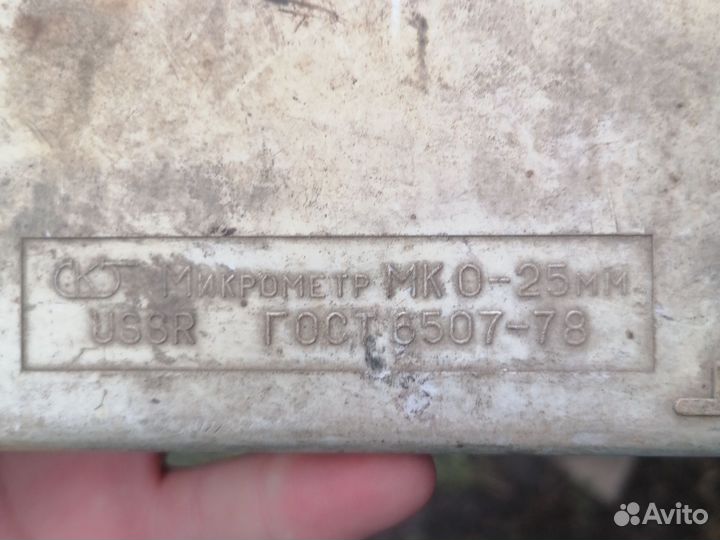 Микрометр МК 0-25мм
USSR ГОСТ 6507-78
Avito